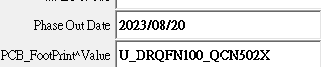 Phase Out Date 2023/08/20
PCB_FootPrint^Value U_DRQFN100_QCN502X